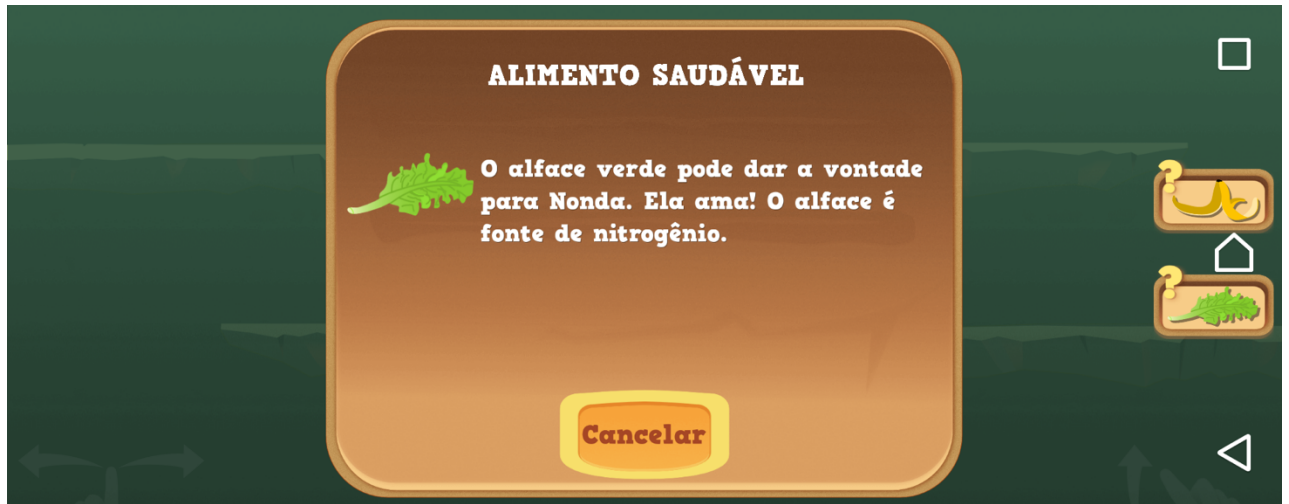 ALIMENTO SAUDÁVEL
O alface verde pode dar a vontade
para Nonda. Ela ama! O alface é
fonte de nitrogênio.
?
?
Cancelar